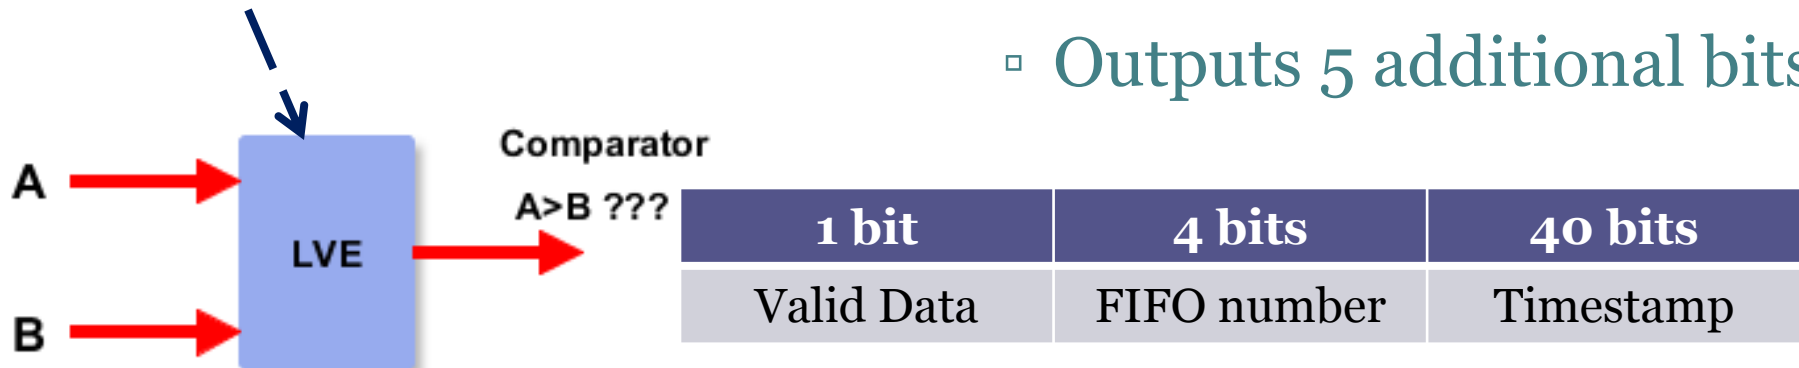 ▫ Outputs 5 additional bits
Comparator
A
A>B ???
LVE
B
1 bit 4 bits 40 bits
Valid Data FIFO number Timestamp